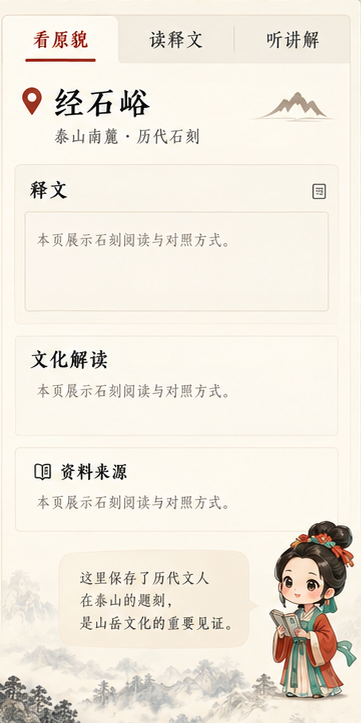 看原貌
读释文
听讲解
经石峪
泰山南麓·历代石刻
释文
本页展示石刻阅读与对照方式。
文化解读
本页展示石刻阅读与对照方式。
资料来源
本页展示石刻阅读与对照方式。
这里保存了历代文人
在泰山的题刻，
是山岳文化的重要见证。